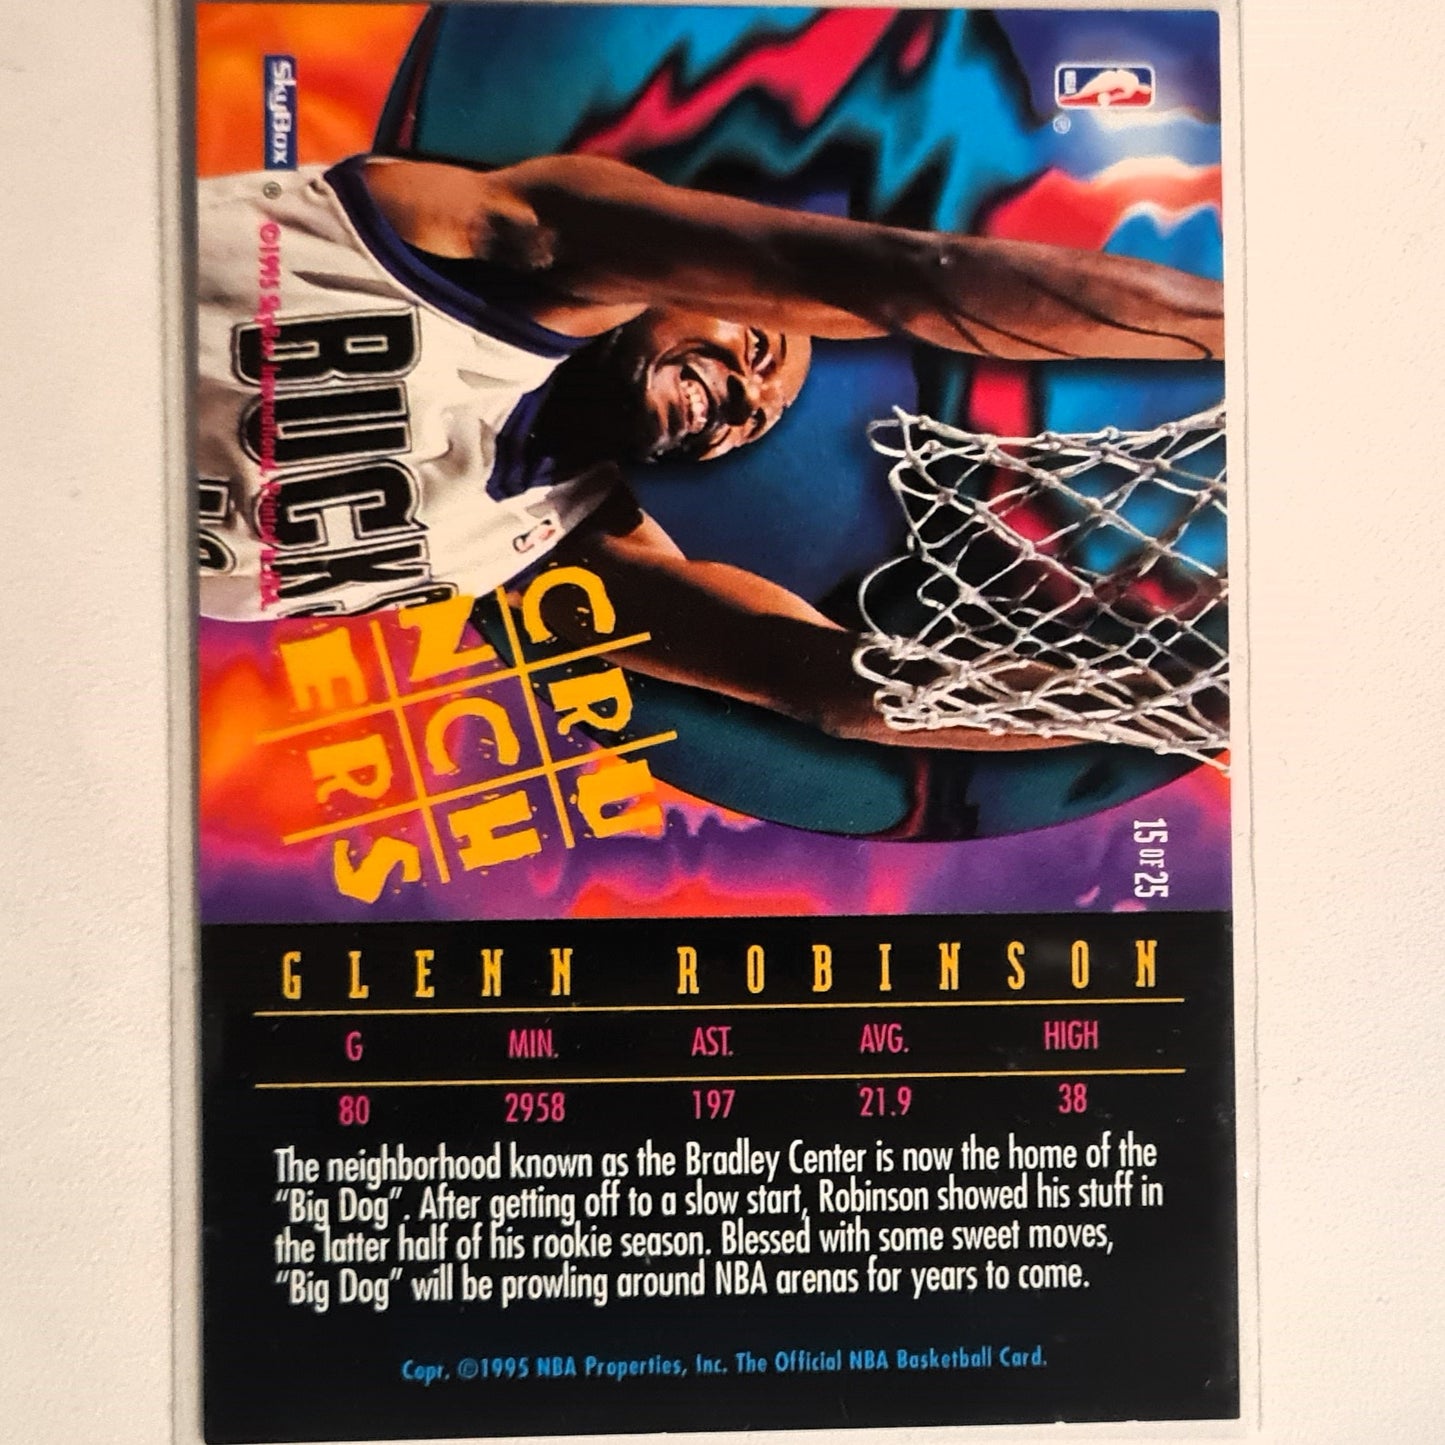 SkyBox
®
©1995 SkyBox International. Printed in U.S.A.
NBA
®
BUCK
CRU
NCH
ERS
15 OF 25
GLENN ROBINSON
G MIN. AST. AVG. HIGH
80 2958 197 21.9 38
The neighborhood known as the Bradley Center is now the home of the
“Big Dog”. After getting off to a slow start, Robinson showed his stuff in
the latter half of his rookie season. Blessed with some sweet moves,
“Big Dog” will be prowling around NBA arenas for years to come.
Copr. ©1995 NBA Properties, Inc. The Official NBA Basketball Card.